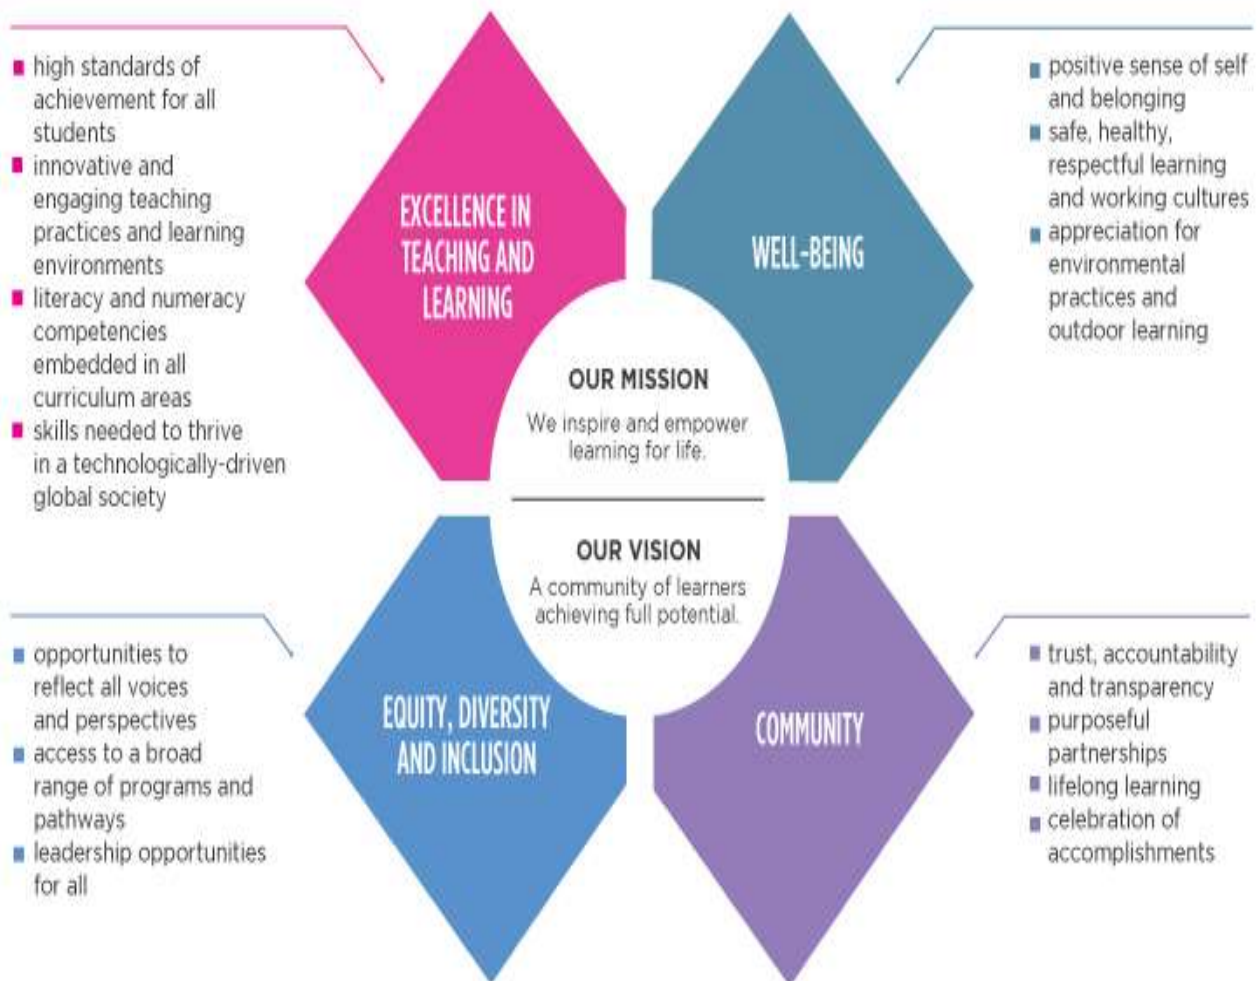 high standards of
achievement for all
students
innovative and
engaging teaching
practices and learning
environments
literacy and numeracy
competencies
embedded in all
curriculum areas
skills needed to thrive
in a technologically-driven
global society
EXCELLENCE IN
TEACHING AND
LEARNING
WELL-BEING
positive sense of self
and belonging
safe, healthy,
respectful learning
and working cultures
appreciation for
environmental
practices and
outdoor learning
OUR MISSION
We inspire and empower
learning for life.
OUR VISION
A community of learners
achieving full potential.
opportunities to
reflect all voices
and perspectives
access to a broad
range of programs and
pathways
leadership opportunities
for all
EQUITY, DIVERSITY
AND INCLUSION
COMMUNITY
trust, accountability
and transparency
purposeful
partnerships
lifelong learning
celebration of
accomplishments